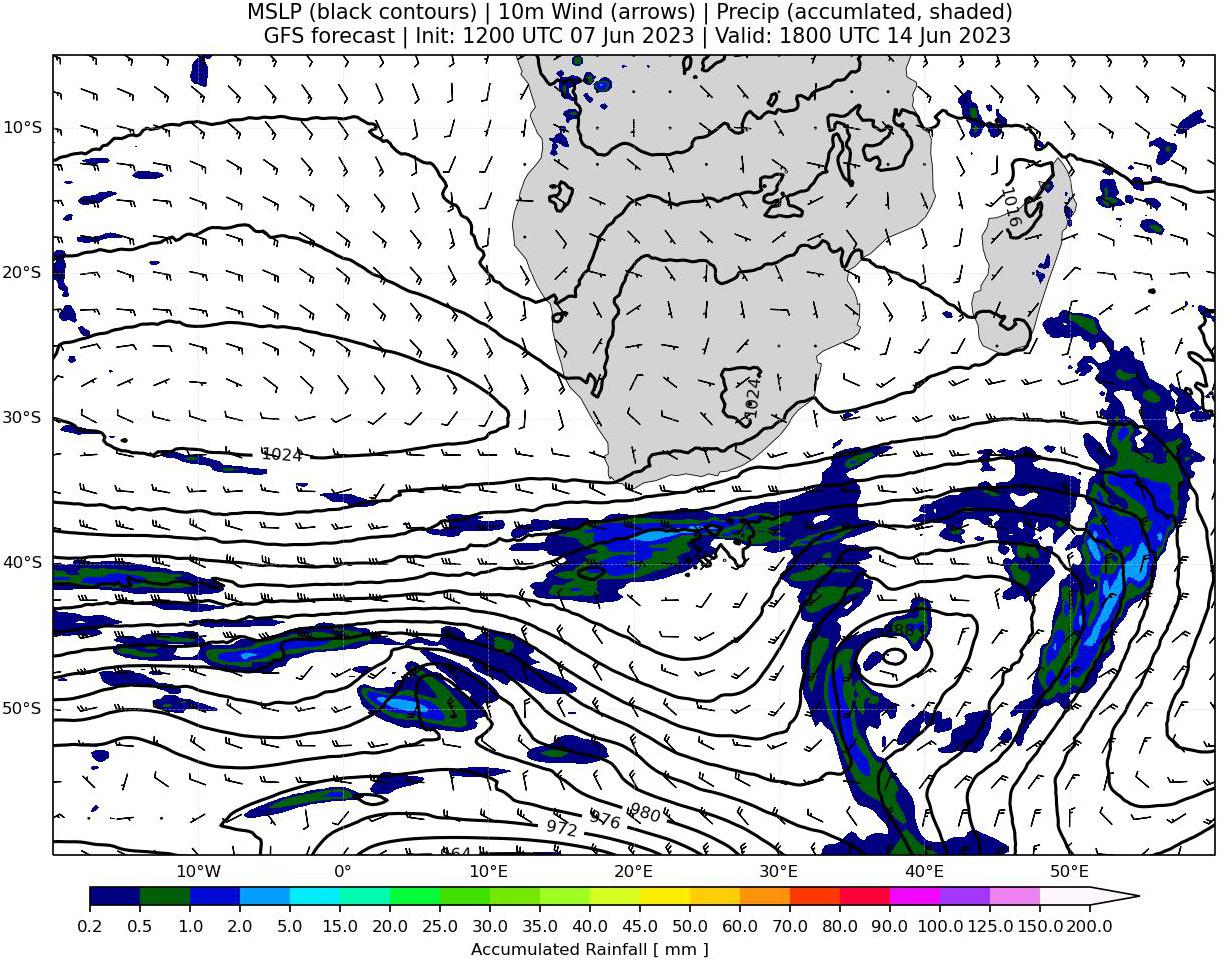 MSLP (black contours) | 10m Wind (arrows) | Precip (accumlated, shaded)
GFS forecast | Init: 1200 UTC 07 Jun 2023 | Valid: 1800 UTC 14 Jun 2023
10°S
20°S
30°S
40°S
50°S
1016
1024
1024
980
976
972
964
10°W
0°
10°E
20°E
30°E
40°E
50°E
0.2
0.5
1.0
2.0
5.0
10.0
15.0
20.0
25.0
30.0
35.0
40.0
45.0
50.0
60.0
70.0
80.0
90.0
100.0
125.0
150.0
200.0
Accumulated Rainfall [ mm ]